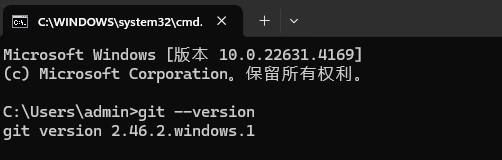 C:\WINDOWS\system32\cmd.
Microsoft Windows [版本 10.0.22631.4169]
(c) Microsoft Corporation。保留所有权利。
C:\Users\admin>git --version
git version 2.46.2.windows.1